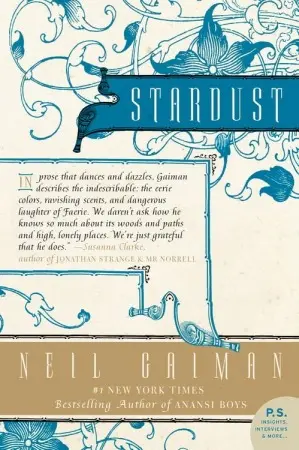 STARDUST
IN prose that dances and dazzles, Gaiman
describes the indescribable: the eerie
colors, ravishing scents, and dangerous
laughter of Faerie. We daren't ask how he
knows so much about its woods and paths
and high, lonely places. We're just grateful
that he does." —Susanna Clarke,
author of JONATHAN STRANGE & MR NORRELL
NEIL GAIMAN
#1 NEW YORK TIMES
Bestselling Author of ANANSI BOYS
P.S.
INSIGHTS,
INTERVIEWS
& MORE...